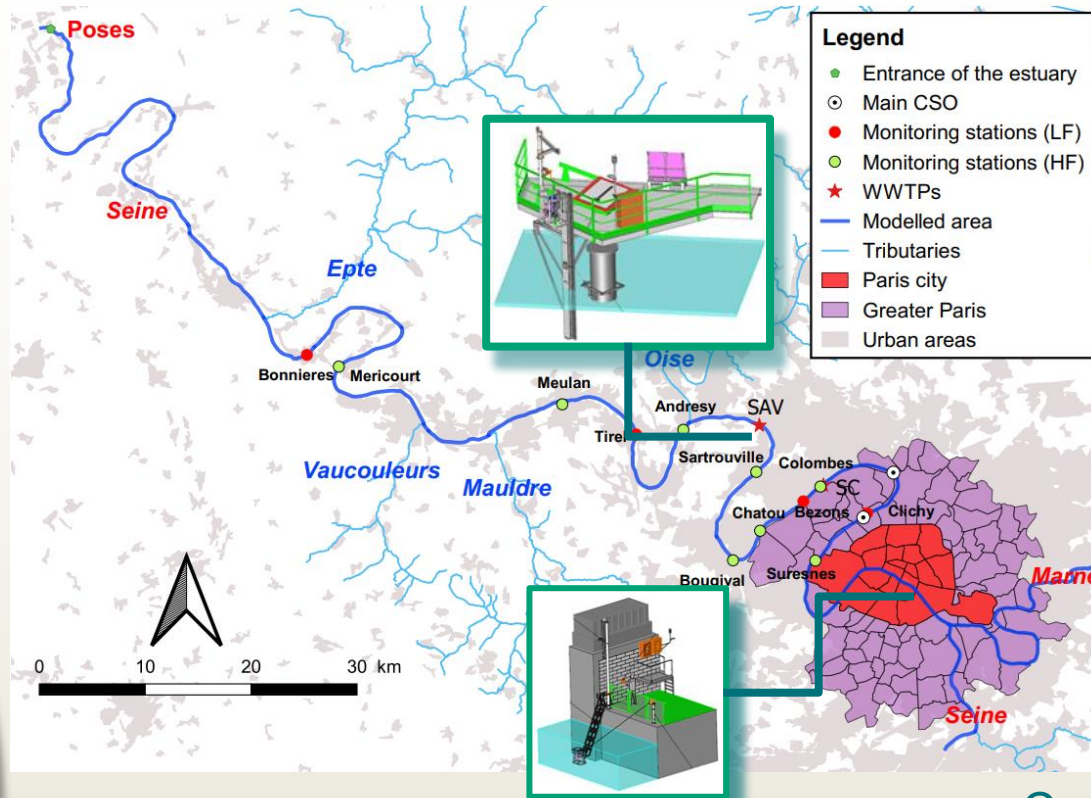 Poses
Seine
Epte
Bonnieres
Mericourt
Meulan
Oise
Andresy
SAV
Sartrouville
Colombes
SC
Bezons
Clichy
Chatou
Bougival
Suresnes
Vaucouleurs
Mauldre
Marne
Seine
0 10 20 30 km
Legend
Entrance of the estuary
Main CSO
Monitoring stations (LF)
Monitoring stations (HF)
WWTPs
Modelled area
Tributaries
Paris city
Greater Paris
Urban areas